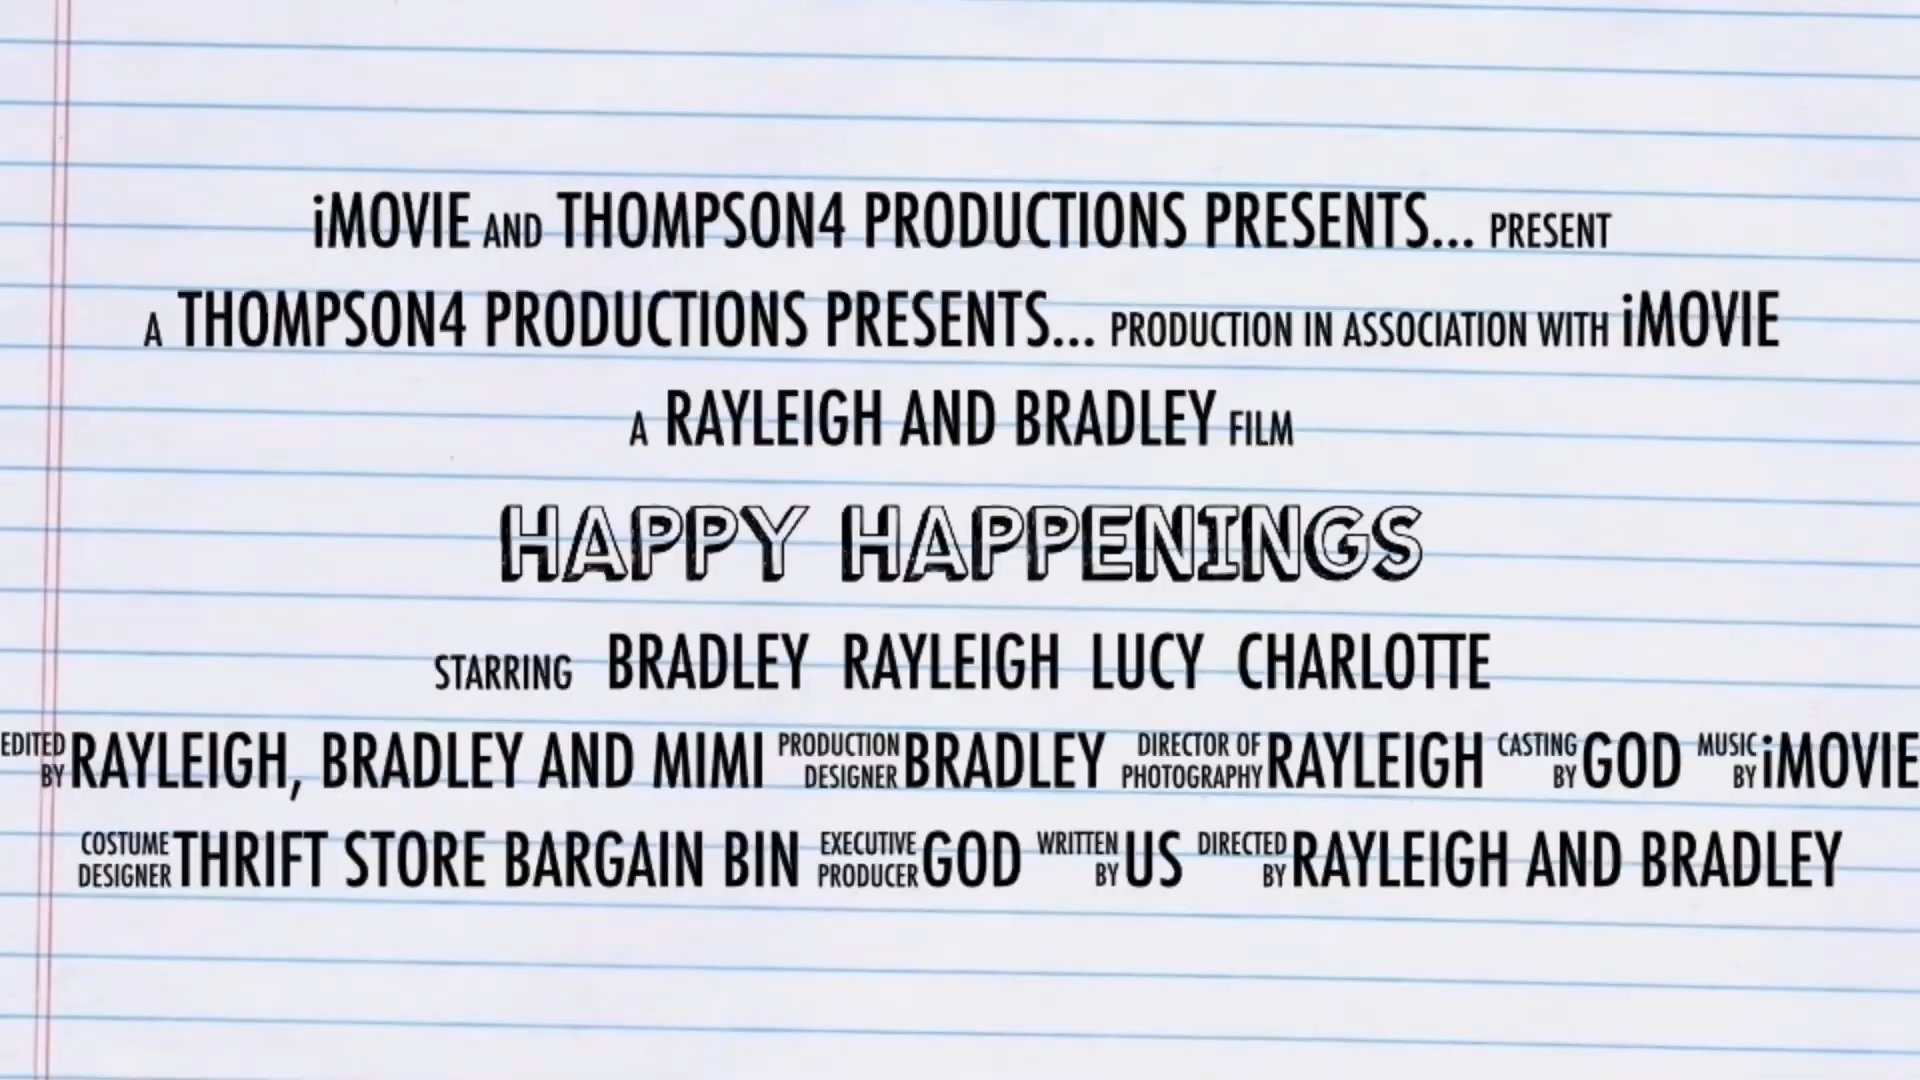 iMOVIE AND THOMPSON4 PRODUCTIONS PRESENTS... PRESENT
A THOMPSON4 PRODUCTIONS PRESENTS... PRODUCTION IN ASSOCIATION WITH iMOVIE
A RAYLEIGH AND BRADLEY FILM
HAPPY HAPPENINGS
STARRING BRADLEY RAYLEIGH LUCY CHARLOTTE
EDITED BY RAYLEIGH, BRADLEY AND MIMI PRODUCTION DESIGNER BRADLEY DIRECTOR OF PHOTOGRAPHY RAYLEIGH CASTING BY GOD MUSIC BY iMOVIE
COSTUME DESIGNER THRIFT STORE BARGAIN BIN EXECUTIVE PRODUCER GOD WRITTEN BY US DIRECTED BY RAYLEIGH AND BRADLEY